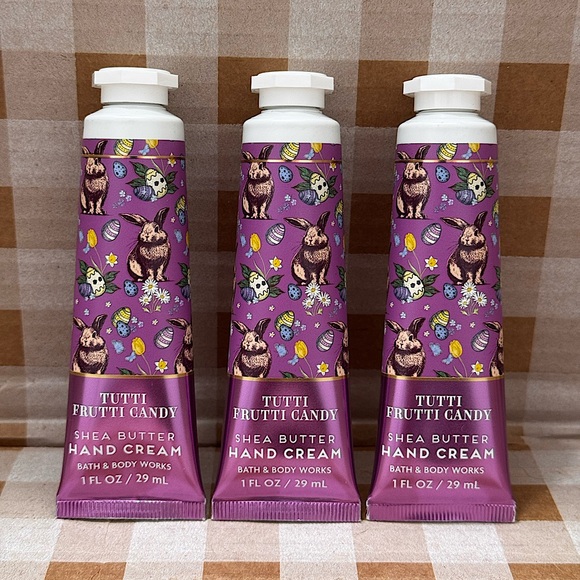 TUTTI
FRUTTI CANDY
SHEA BUTTER
HAND CREAM
BATH & BODY WORKS
1 FL OZ / 29 mL
TUTTI
FRUTTI CANDY
SHEA BUTTER
HAND CREAM
BATH & BODY WORKS
1 FL OZ / 29 mL
TUTTI
FRUTTI CANDY
SHEA BUTTER
HAND CREAM
BATH & BODY WORKS
1 FL OZ / 29 mL